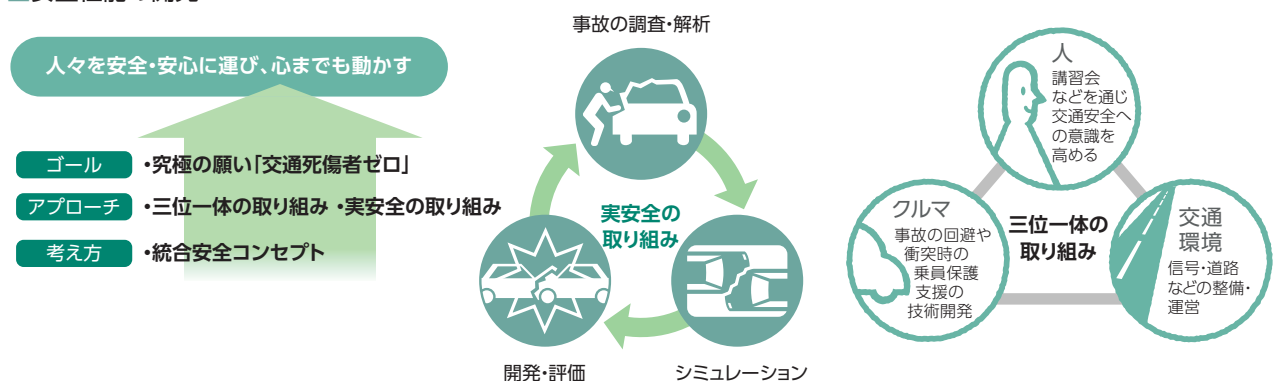 人々を安全・安心に運び、心までも動かす
ゴール
・究極の願い「交通死傷者ゼロ」
アプローチ
・三位一体の取り組み ・実安全の取り組み
考え方
・統合安全コンセプト
事故の調査・解析
実安全の
取り組み
開発・評価
シミュレーション
人
講習会
などを通じ
交通安全へ
の意識を
高める
クルマ
事故の回避や
衝突時の
乗員保護
支援の
技術開発
三位一体の
取り組み
交通
環境
信号・道路
などの整備・
運営